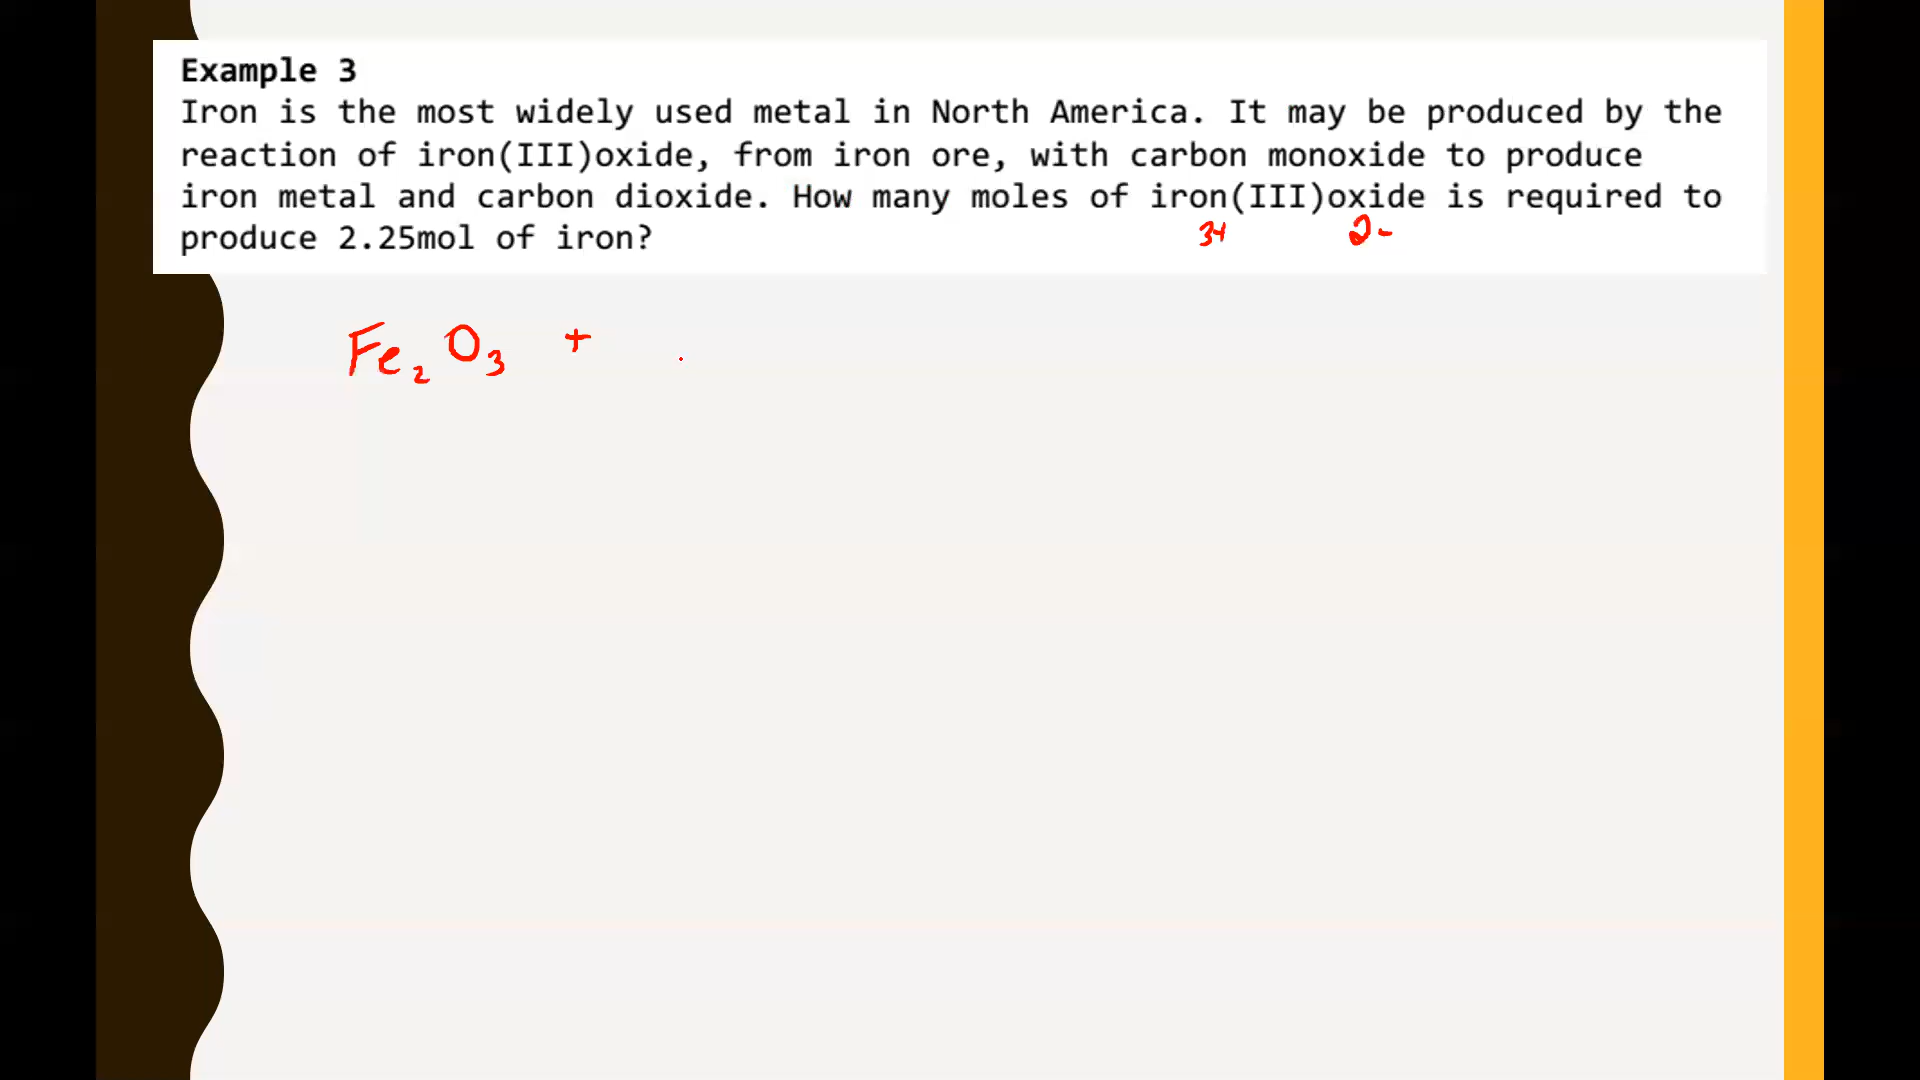 Example 3
Iron is the most widely used metal in North America. It may be produced by the
reaction of iron(III)oxide, from iron ore, with carbon monoxide to produce
iron metal and carbon dioxide. How many moles of iron(III)oxide is required to
produce 2.25mol of iron?
3+ 2-
Fe₂O₃ +